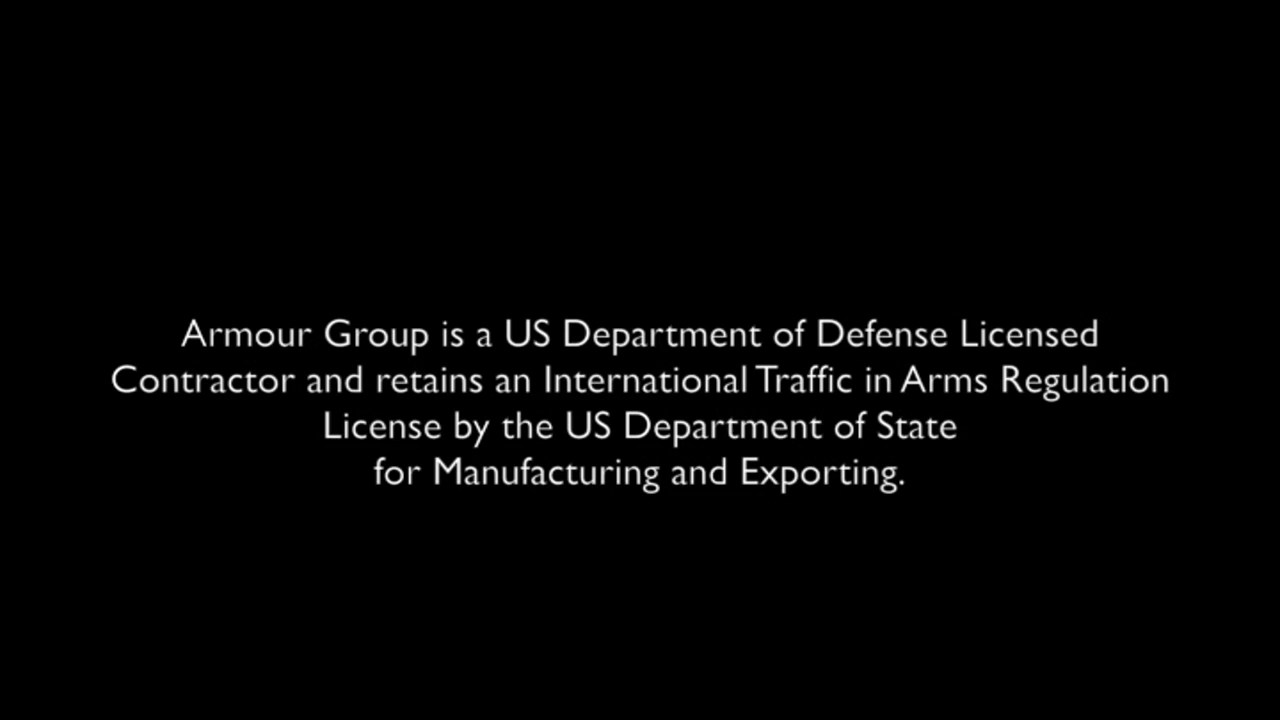 Armour Group is a US Department of Defense Licensed
Contractor and retains an International Traffic in Arms Regulation
License by the US Department of State
for Manufacturing and Exporting.